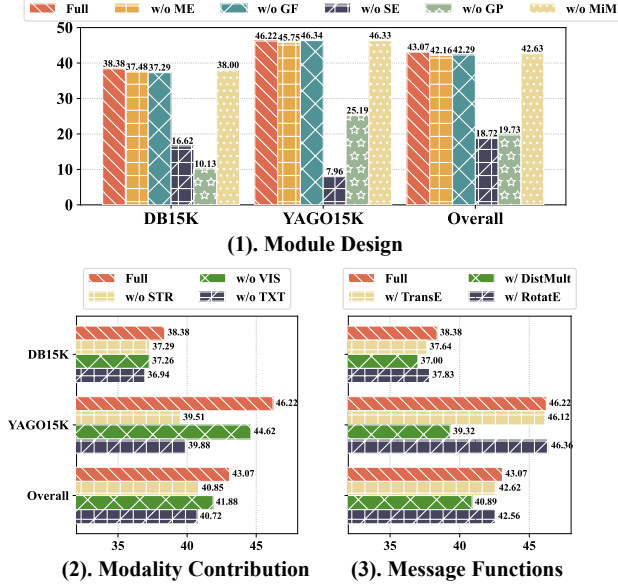 Full w/o ME w/o GF w/o SE w/o GP w/o MiM
50
40
30
20
10
0
38.38 37.48 37.29 16.62 10.13 38.00
46.22 45.75 46.34 7.96 25.19 46.33
43.07 42.16 42.29 18.72 19.73 42.63
DB15K YAGO15K Overall
(1). Module Design
Full w/o VIS
w/o STR w/o TXT
DB15K
38.38
37.29
37.26
36.94
YAGO15K
46.22
39.51
44.62
39.88
Overall
43.07
40.85
41.88
40.72
35 40 45
(2). Modality Contribution
Full w/ DistMult
w/ TransE w/ RotatE
38.38
37.64
37.00
37.83
46.22
46.12
39.32
46.36
43.07
42.62
40.89
42.56
35 40 45
(3). Message Functions